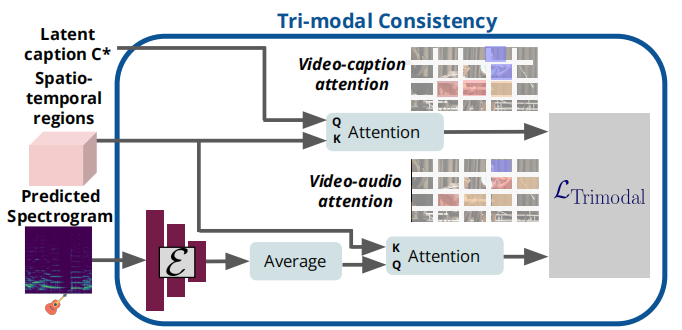 Tri-modal Consistency
Latent
caption C*
Spatio-
temporal
regions
Predicted
Spectrogram
Video-caption
attention
Q
K
Attention
Video-audio
attention
K
Q
Attention
ℰ
Average
ℒTrimodal